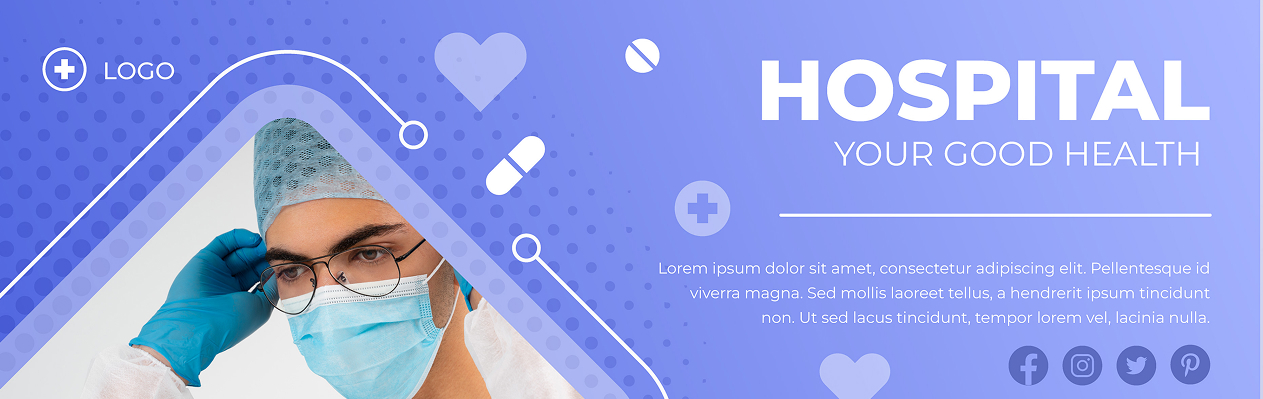 LOGO
HOSPITAL
YOUR GOOD HEALTH
Lorem ipsum dolor sit amet, consectetur adipiscing elit. Pellentesque id
viverra magna. Sed mollis laoreet tellus, a hendrerit ipsum tincidunt
non. Ut sed lacus tincidunt, tempor lorem vel, lacinia nulla.